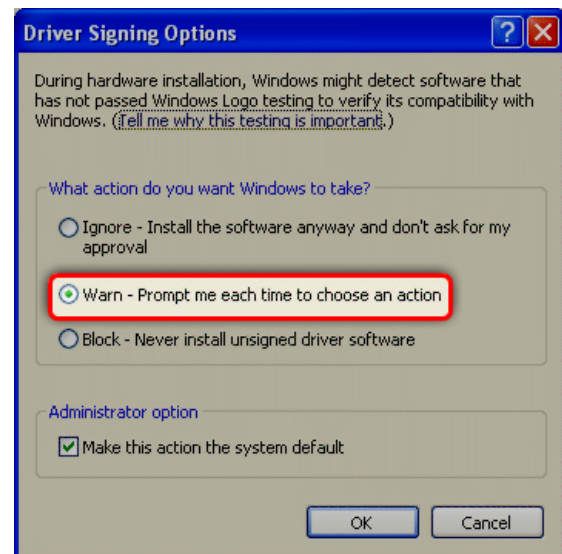 Driver Signing Options
During hardware installation, Windows might detect software that
has not passed Windows Logo testing to verify its compatibility with
Windows. (Tell me why this testing is important.)
What action do you want Windows to take?
Ignore - Install the software anyway and don't ask for my
approval
Warn - Prompt me each time to choose an action
Block - Never install unsigned driver software
Administrator option
Make this action the system default
OK Cancel